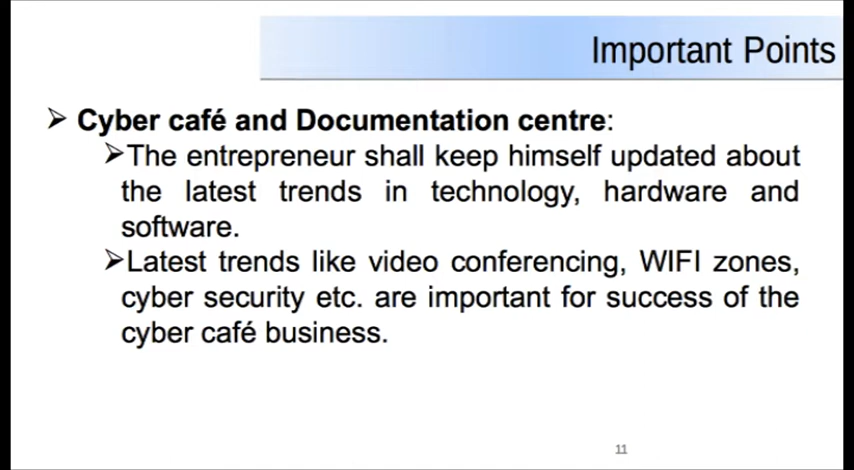 Important Points
➢ Cyber café and Documentation centre:
➢The entrepreneur shall keep himself updated about
the latest trends in technology, hardware and
software.
➢Latest trends like video conferencing, WIFI zones,
cyber security etc. are important for success of the
cyber café business.
11